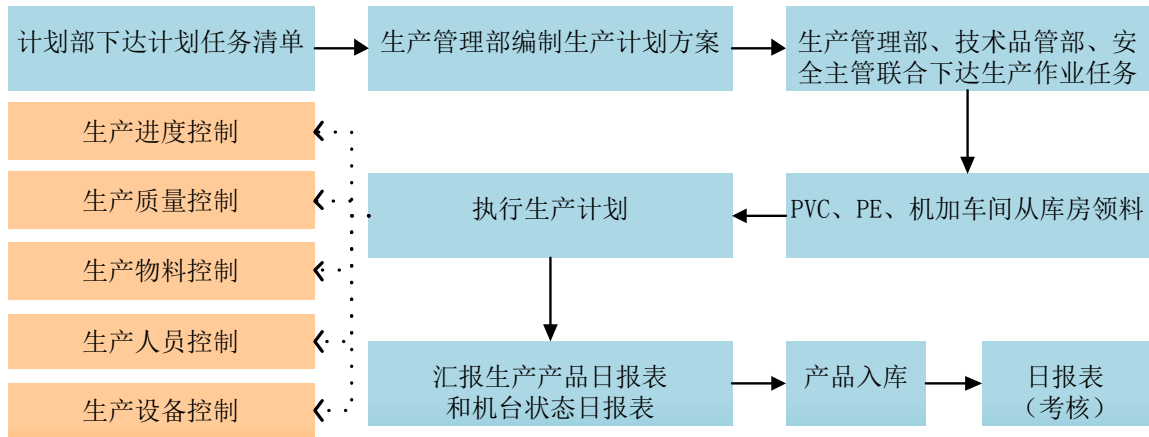 计划部下达计划任务清单
生产管理部编制生产计划方案
生产管理部、技术品管部、安
全主管联合下达生产作业任务
生产进度控制
生产质量控制
生产物料控制
生产人员控制
生产设备控制
执行生产计划
PVC、PE、机加车间从库房领料
汇报生产产品日报表
和机台状态日报表
产品入库
日报表
（考核）